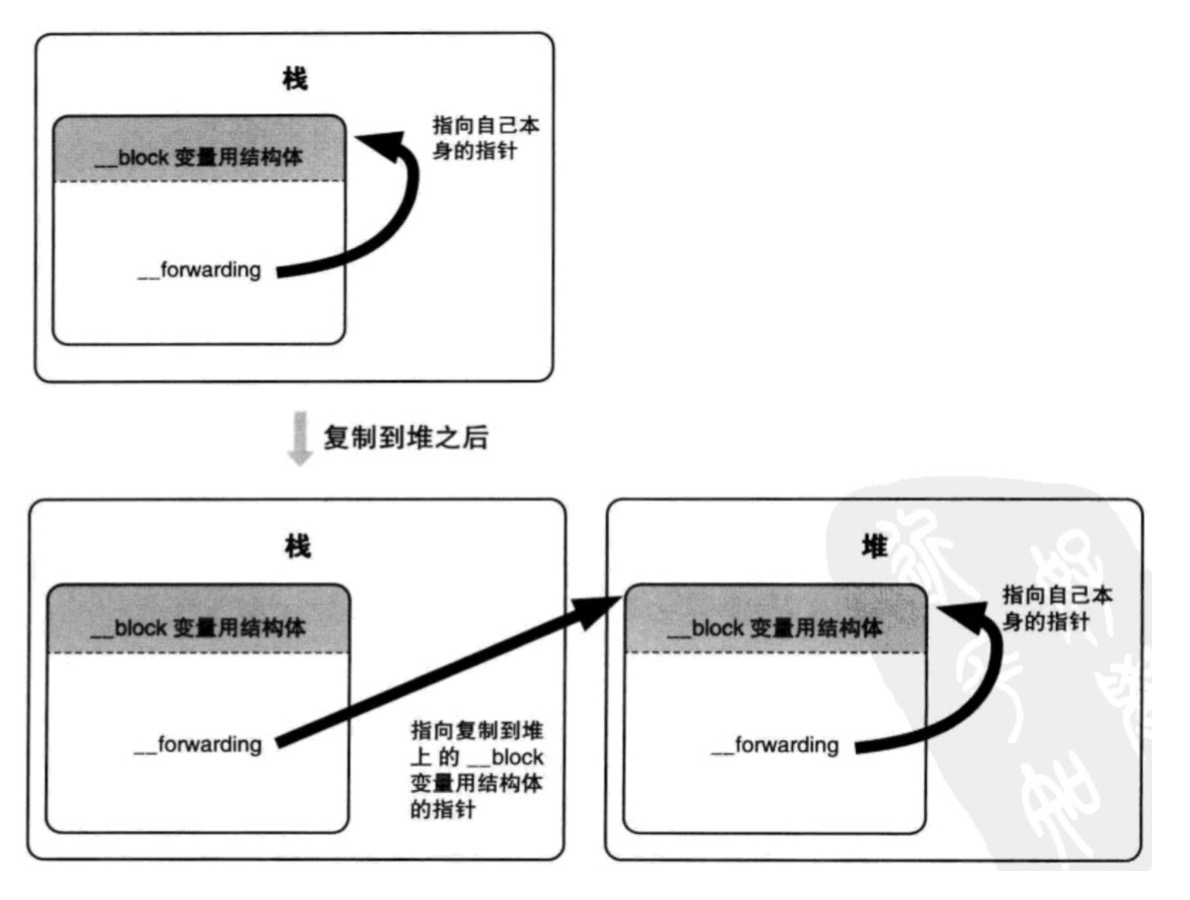 栈
指向自己本
身的指针
__block 变量用结构体
__forwarding
复制到堆之后
栈
__block 变量用结构体
__forwarding
指向复制到堆
上 的 __block
变量用结构体
的指针
堆
指向自己本
身的指针
__block 变量用结构体
__forwarding